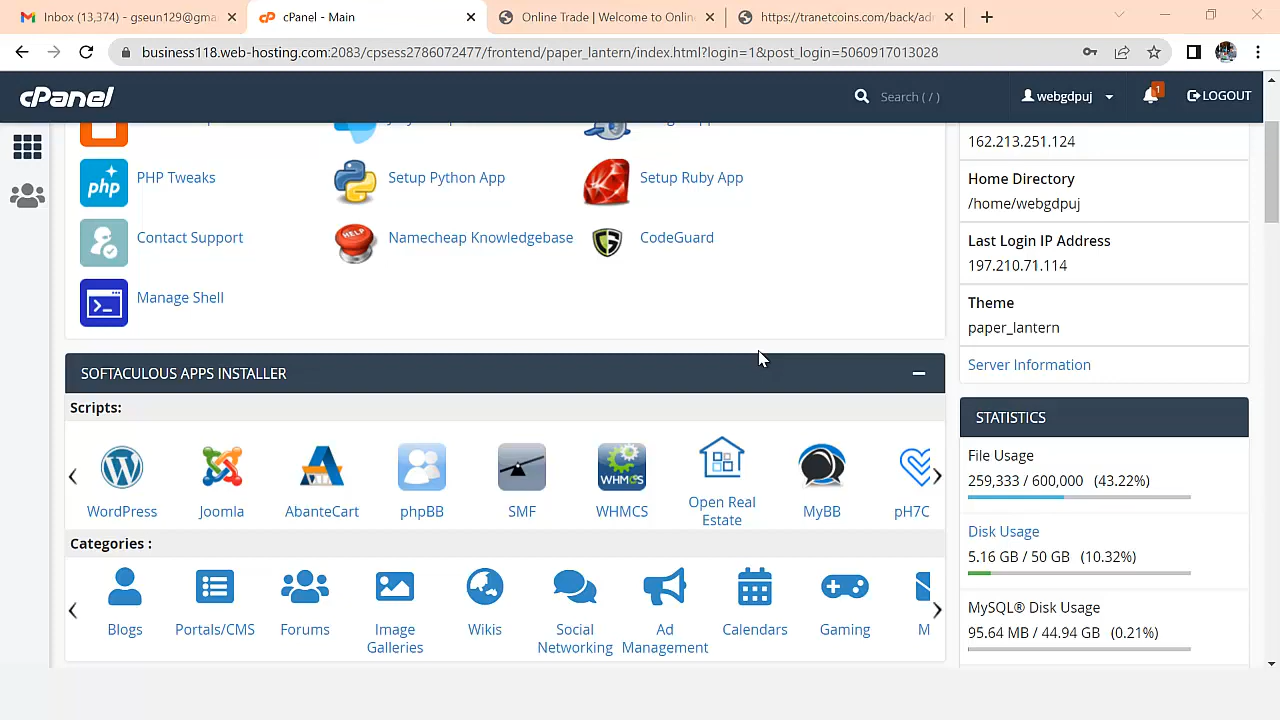 Inbox (13,374) - gseun129@gma
cPanel - Main
Online Trade | Welcome to Onlin
https://tranetcoins.com/back/ad
business118.web-hosting.com:2083/cpsess2786072477/frontend/paper_lantern/index.html?login=1&post_login=5060917013028
cPanel
Search ( / )
webgdpuj
1
LOGOUT
PHP Tweaks
Setup Python App
Setup Ruby App
Contact Support
Namecheap Knowledgebase
CodeGuard
Manage Shell
162.213.251.124
Home Directory
/home/webgdpuj
Last Login IP Address
197.210.71.114
Theme
paper_lantern
Server Information
SOFTACULOUS APPS INSTALLER
Scripts:
WordPress
Joomla
AbanteCart
phpBB
SMF
WHMCS
Open Real
Estate
MyBB
pH7C
Categories :
Blogs
Portals/CMS
Forums
Image
Galleries
Wikis
Social
Networking
Ad
Management
Calendars
Gaming
M
STATISTICS
File Usage
259,333 / 600,000 (43.22%)
Disk Usage
5.16 GB / 50 GB (10.32%)
MySQL® Disk Usage
95.64 MB / 44.94 GB (0.21%)